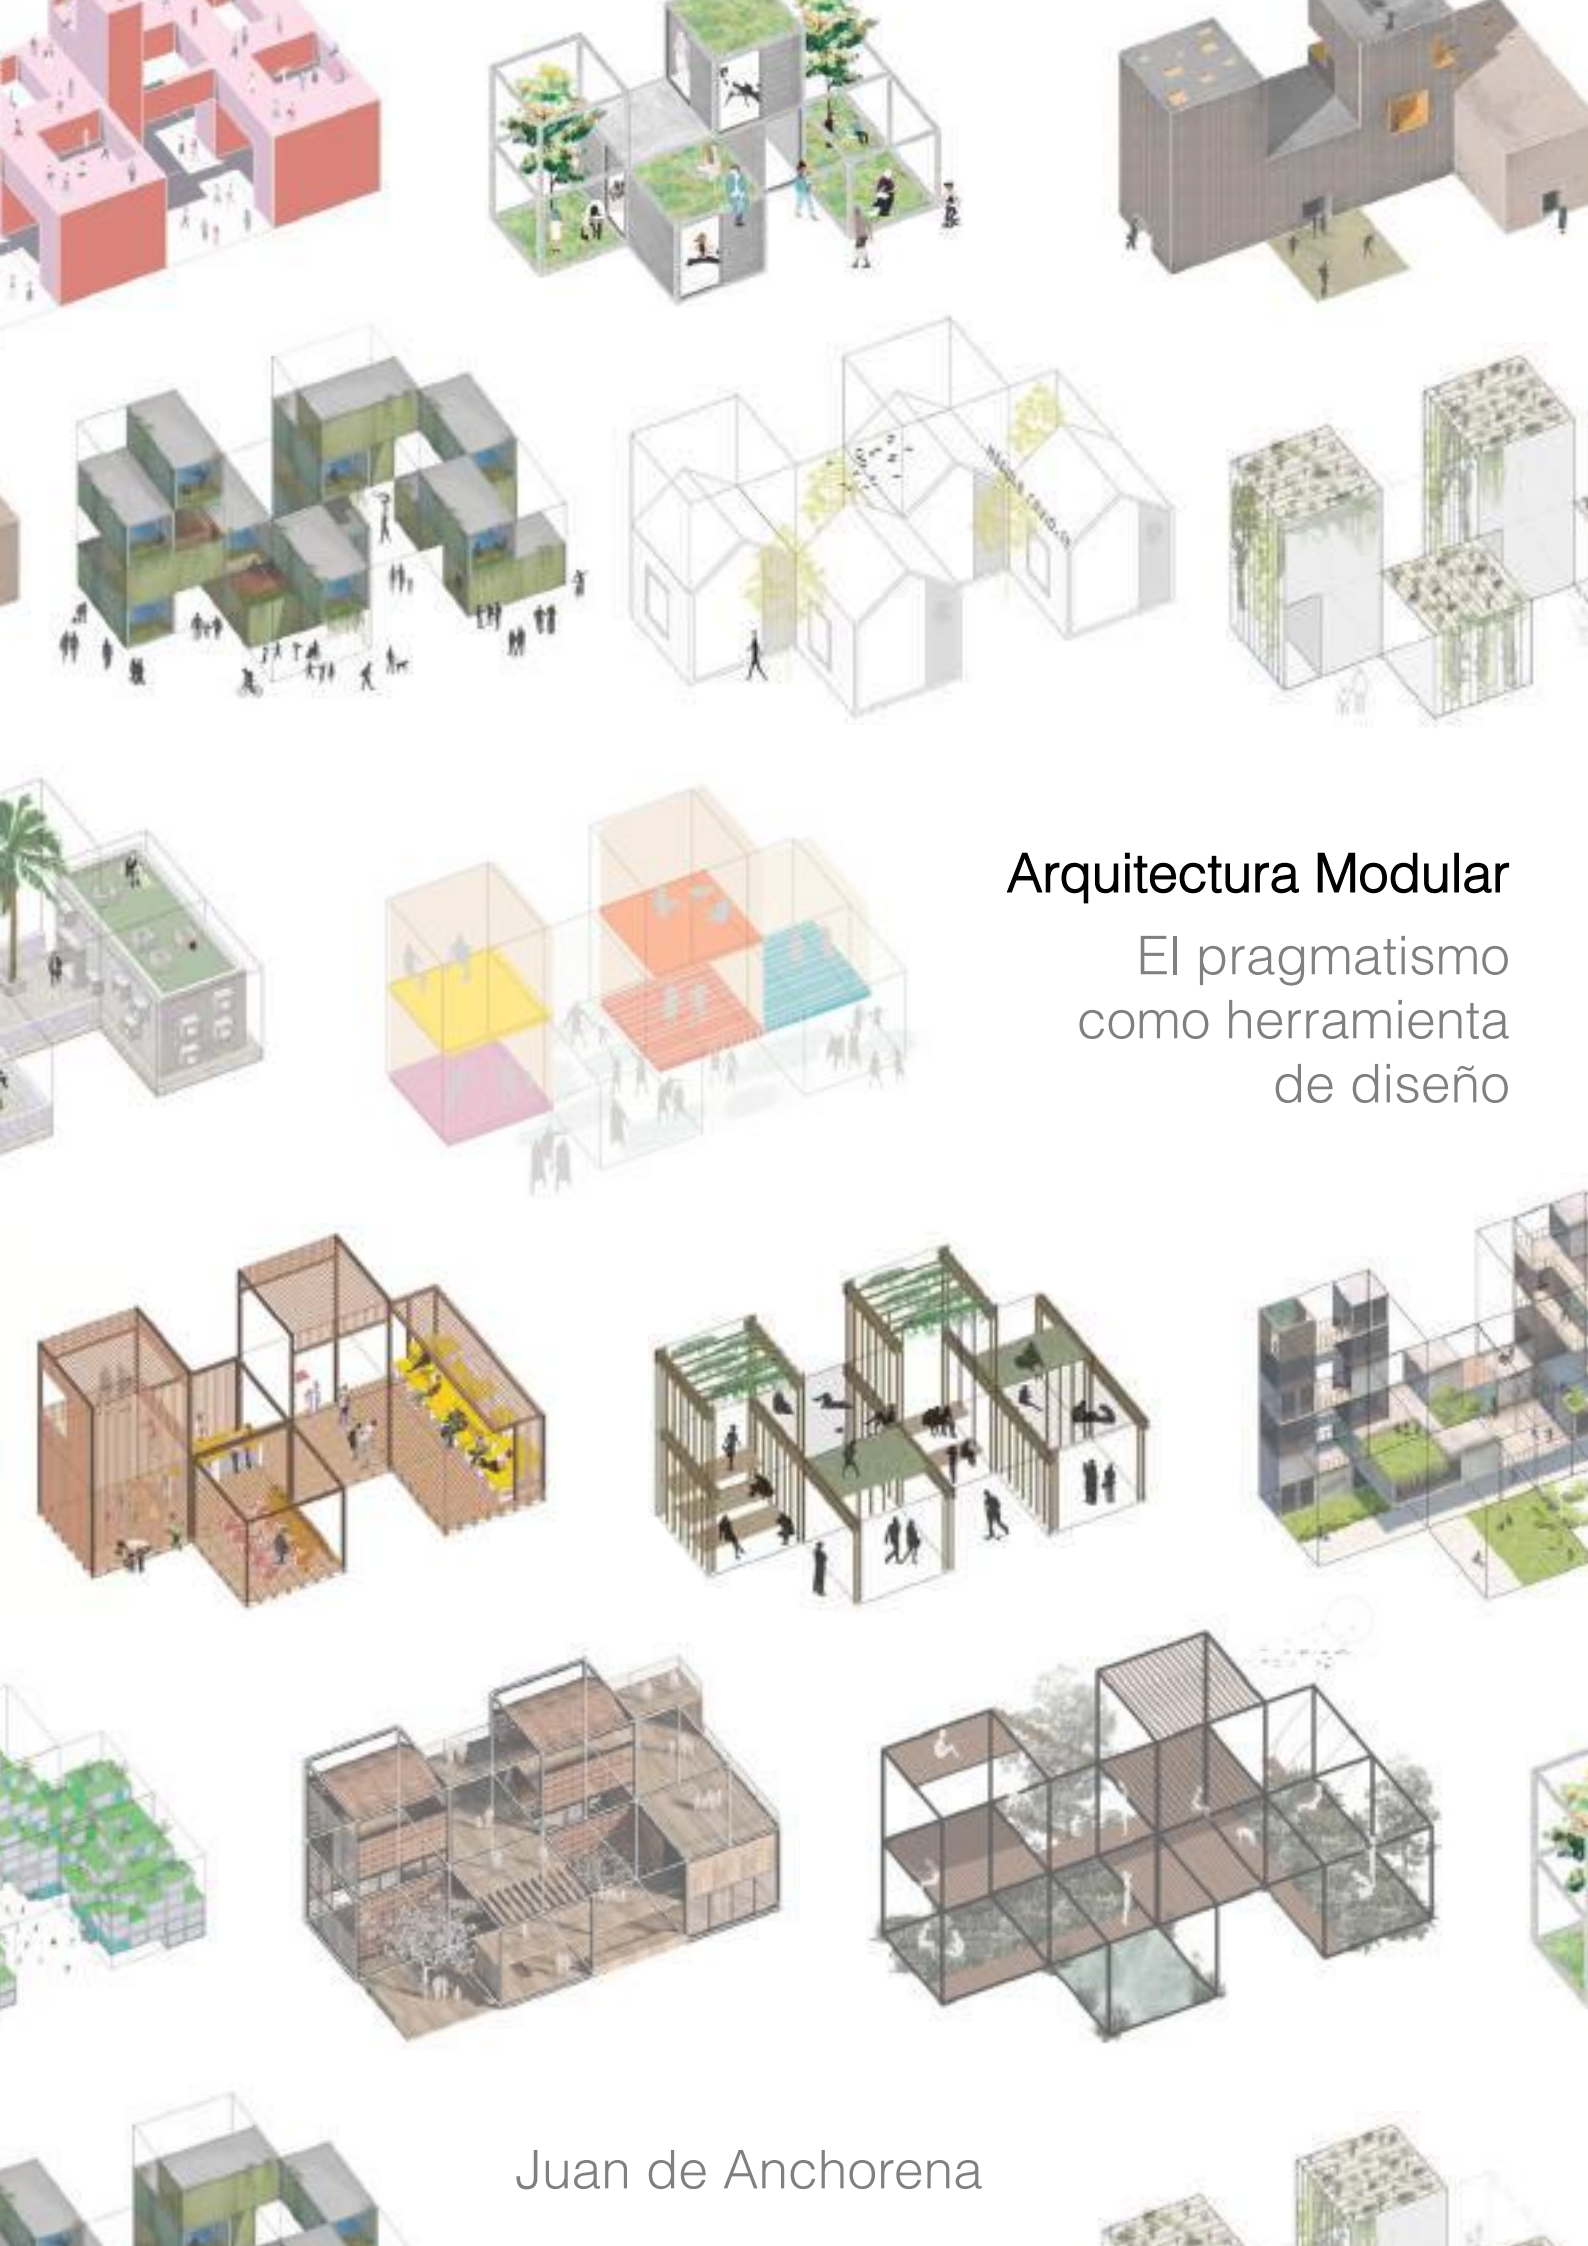 Arquitectura Modular
El pragmatismo
como herramienta
de diseño
Juan de Anchorena